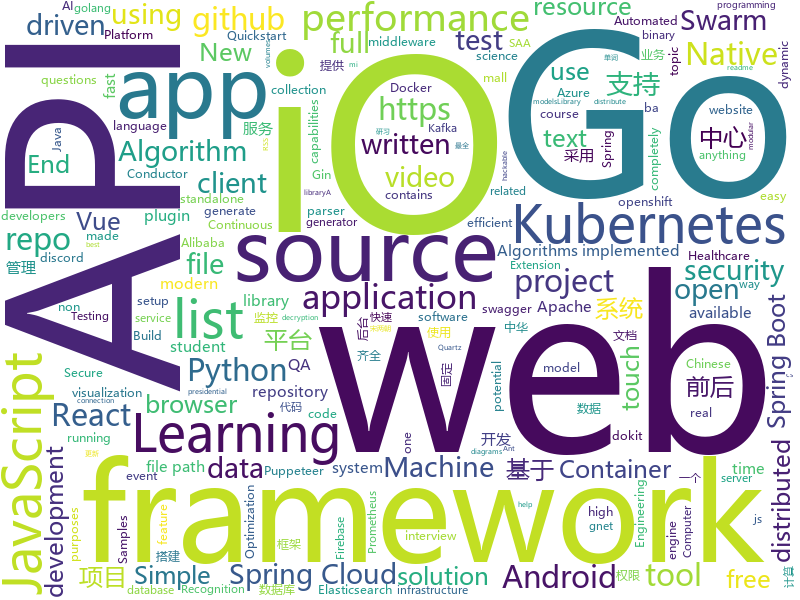 AI golang
Platform
driven
using
github
performance
resource
Automated
binary
programming
Quickstart
middleware
SAA
volumes
science
mi
questions
New
full
test
Swarm
topic
业务
单词
readme
dynamic
提供
event
fast
collection
mall
Native
app
iO
Go
API
https
Docker
use
支持
Azure
modelsLibrary
distribute
ba
Java
language
服务
capabilities
written
Kafka
course
website
中心
text
采用
Spring
completely
anything
modular
研习
最全
End
Algorithm
Conductor
client
video
contains
Gin
libraryA
hackable
related
easy
standalone
generate
developers
Vue
plugin
parser
generator
Continuous
efficient
openshift
Kubernetes
repo
made
discord
Alibaba
file
source
Algorithms implemented
Healthcare
way
管理
modern
library
Extension
swagger
project
Apache
security
open
available
non
setup
Testing
service
Build
list
application
software
中华
系统
监控
快速
使用
后台
未历史
文档
平台
齐全
student
Secure
Python
QA
固定
potential
Chinese
presidential
Quartz
connection
JavaScript
visualization
React
browser
repository
代码
code
Learning
web
model
real
前后
touch
Spring Boot
distributed
development
running
file path
data
Puppeteer
system
Machine
开发
基于
Container
dokit
数据
一个
time
diagrams
Ant
framework
js
server
purposes
Samples
feature
项目
搭建
database
更新
Simple
Recognition
Optimization
框架
数据库
Spring Cloud
Firebase
Elasticsearch
Prometheus
interview
infrastructure
solution
high
gnet
Engineering
Android
engine
Computer
one
权限
tool
help
free
计算
best